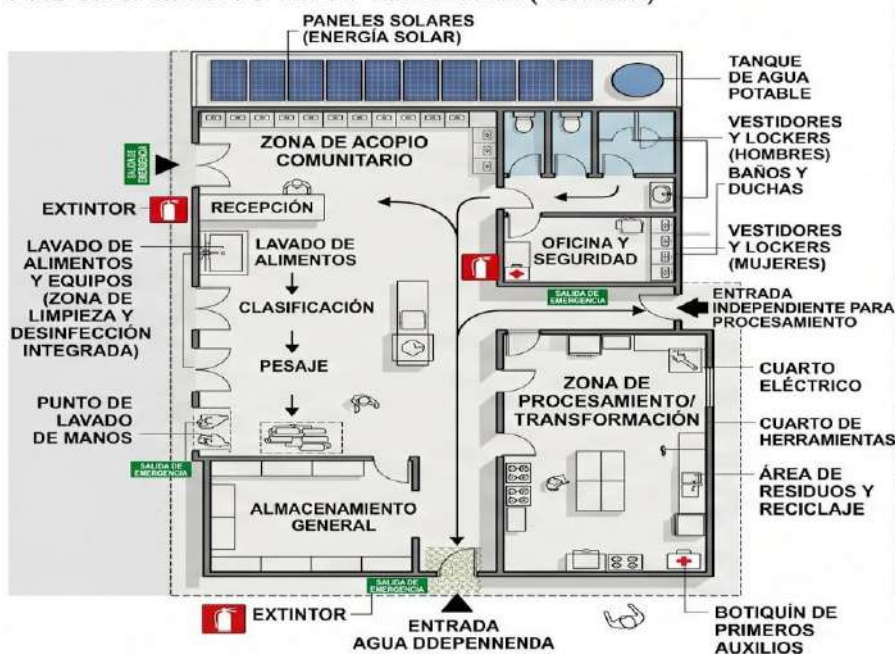 PANELES SOLARES
(ENERGÍA SOLAR)
TANQUE
DE AGUA
POTABLE
VESTIDORES
Y LOCKERS
(HOMBRES)
BAÑOS Y
DUCHAS
VESTIDORES
Y LOCKERS
(MUJERES)
ENTRADA
INDEPENDIENTE PARA
PROCESAMIENTO
CUARTO
ELÉCTRICO
CUARTO DE
HERRAMIENTAS
ÁREA DE
RESIDUOS Y
RECICLAJE
BOTIQUÍN DE
PRIMEROS
AUXILIOS
ZONA DE ACOPIO
COMUNITARIO
SALIDA DE
EMERGENCIA
EXTINTOR
RECEPCIÓN
LAVADO DE
ALIMENTOS
Y EQUIPOS
(ZONA DE
LIMPIEZA Y
DESINFECCIÓN
INTEGRADA)
LAVADO DE
ALIMENTOS
CLASIFICACIÓN
PESAJE
OFICINA Y
SEGURIDAD
SALIDA DE
EMERGENCIA
ZONA DE
PROCESAMIENTO/
TRANSFORMACIÓN
PUNTO DE
LAVADO
DE MANOS
SALIDA DE
EMERGENCIA
ALMACENAMIENTO
GENERAL
SALIDA DE
EMERGENCIA
EXTINTOR
ENTRADA
AGUA DDEPENNENDA